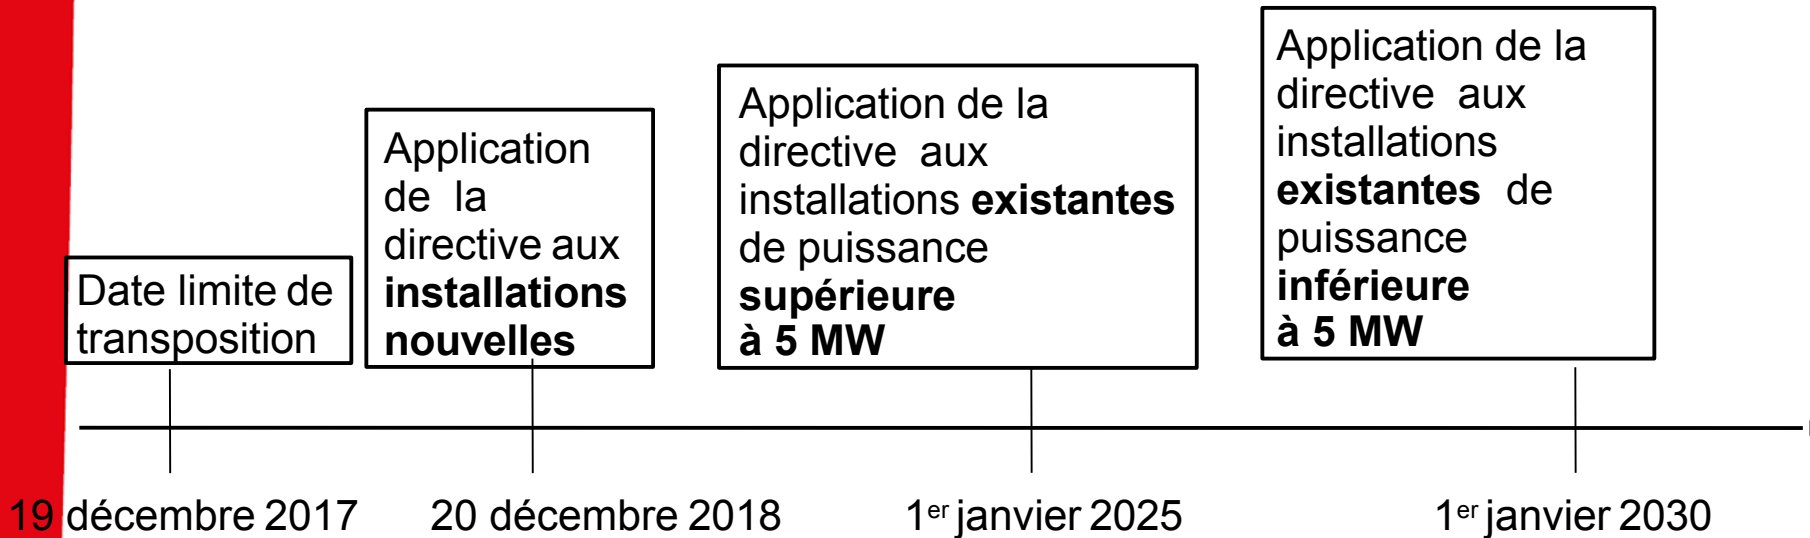 Date limite de
transposition
Application
de la
directive aux
installations
nouvelles
Application de la
directive aux
installations existantes
de puissance
supérieure
à 5 MW
Application de la
directive aux
installations
existantes de
puissance
inférieure
à 5 MW
19 décembre 2017
20 décembre 2018
1er janvier 2025
1er janvier 2030